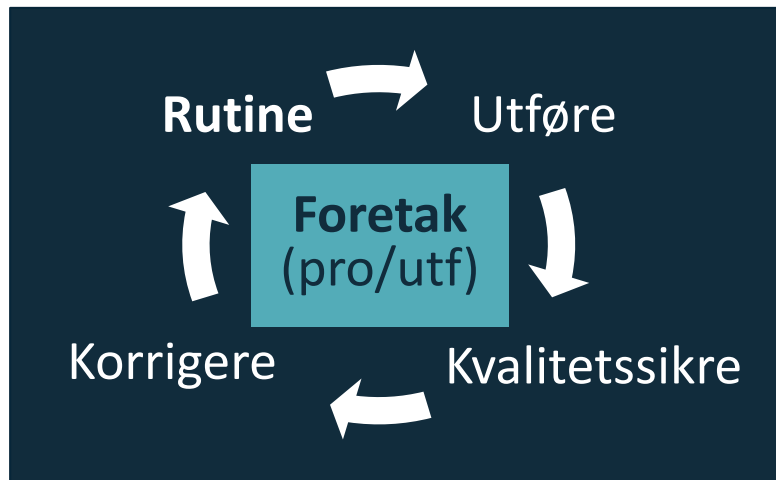 Rutine
Utføre
Foretak
(pro/utf)
Korrigere
Kvalitetssikre